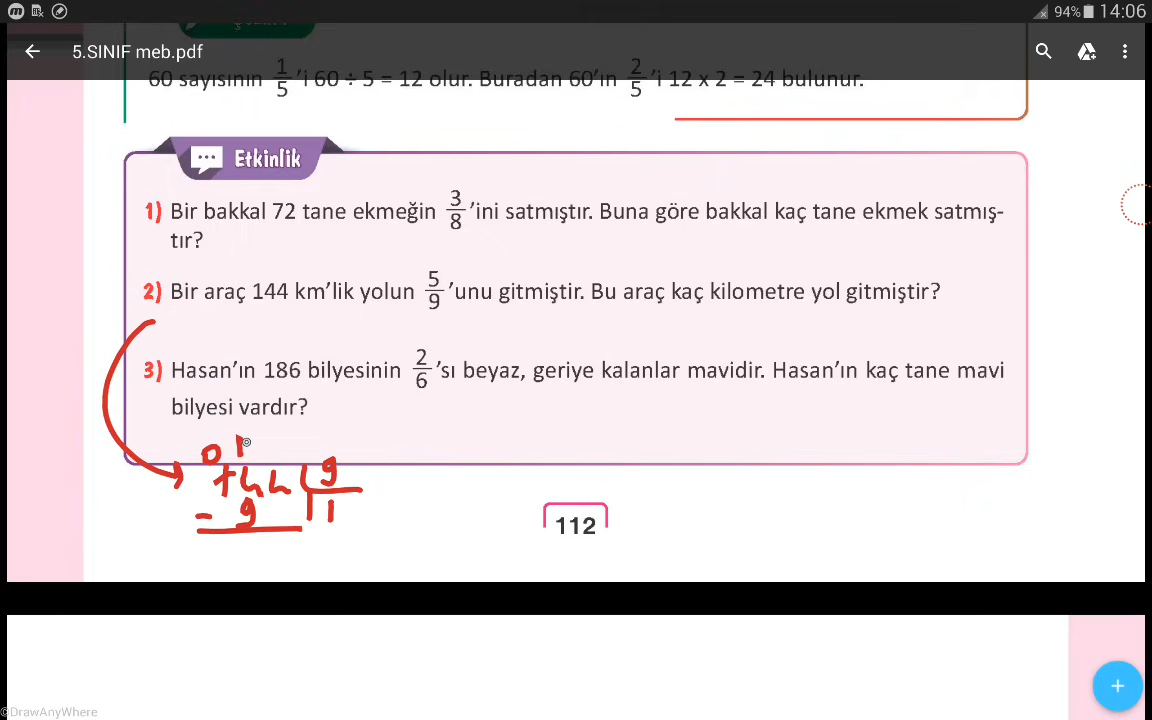 94% 14:06
5.SINIF meb.pdf
60 sayısının 1/5 'i 60 ÷ 5 = 12 olur. Buradan 60'ın 2/5 'i 12 x 2 = 24 bulunur.
Etkinlik
1) Bir bakkal 72 tane ekmeğin 3/8 'ini satmıştır. Buna göre bakkal kaç tane ekmek satmış-
tır?
2) Bir araç 144 km'lik yolun 5/9 'unu gitmiştir. Bu araç kaç kilometre yol gitmiştir?
3) Hasan'ın 186 bilyesinin 2/6 'sı beyaz, geriye kalanlar mavidir. Hasan'ın kaç tane mavi
bilyesi vardır?
0 1
144 9
- 9 1
112
©DrawAnyWhere